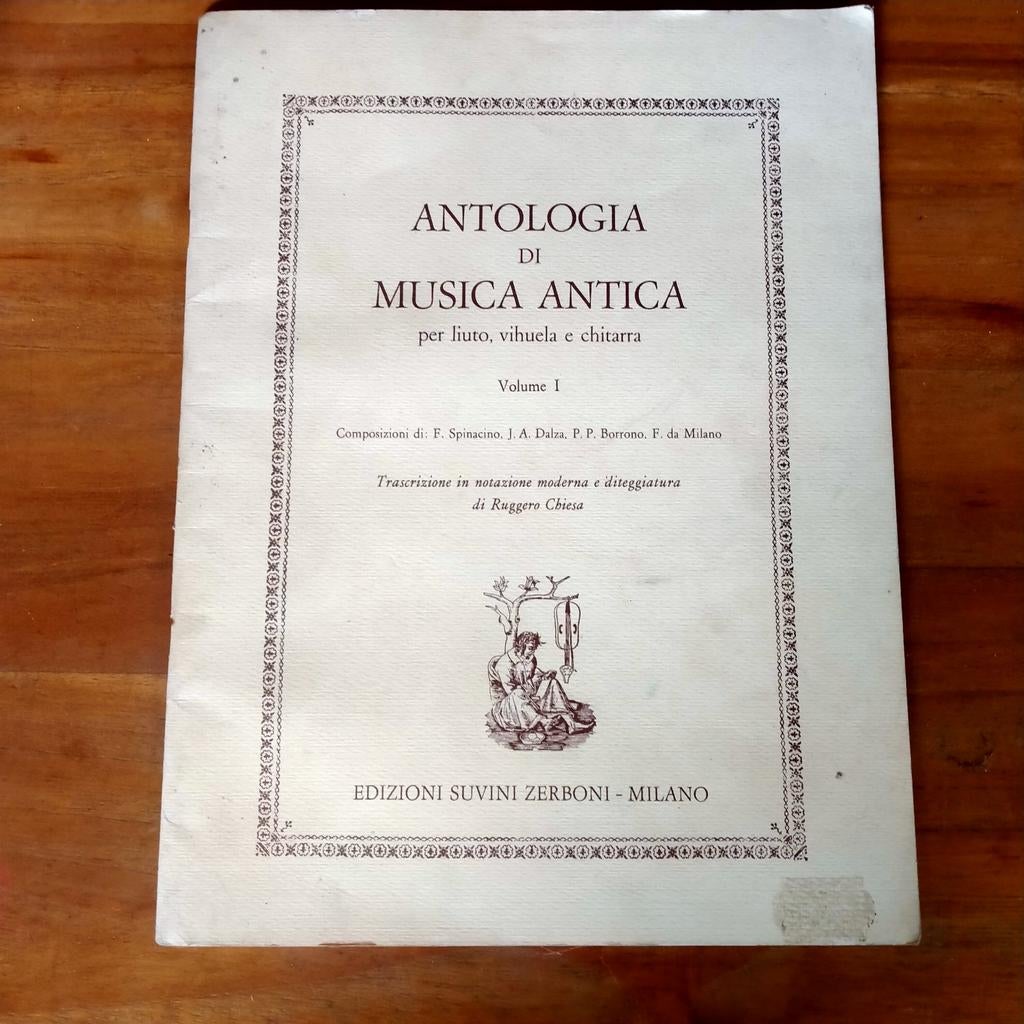 ANTOLOGIA
DI
MUSICA ANTICA
per liuto, vihuela e chitarra
Volume I
Composizioni di: F. Spinacino, J. A. Dalza, P. P. Borrono, F. da Milano
Trascrizione in notazione moderna e diteggiatura
di Ruggero Chiesa
EDIZIONI SUVINI ZERBONI - MILANO